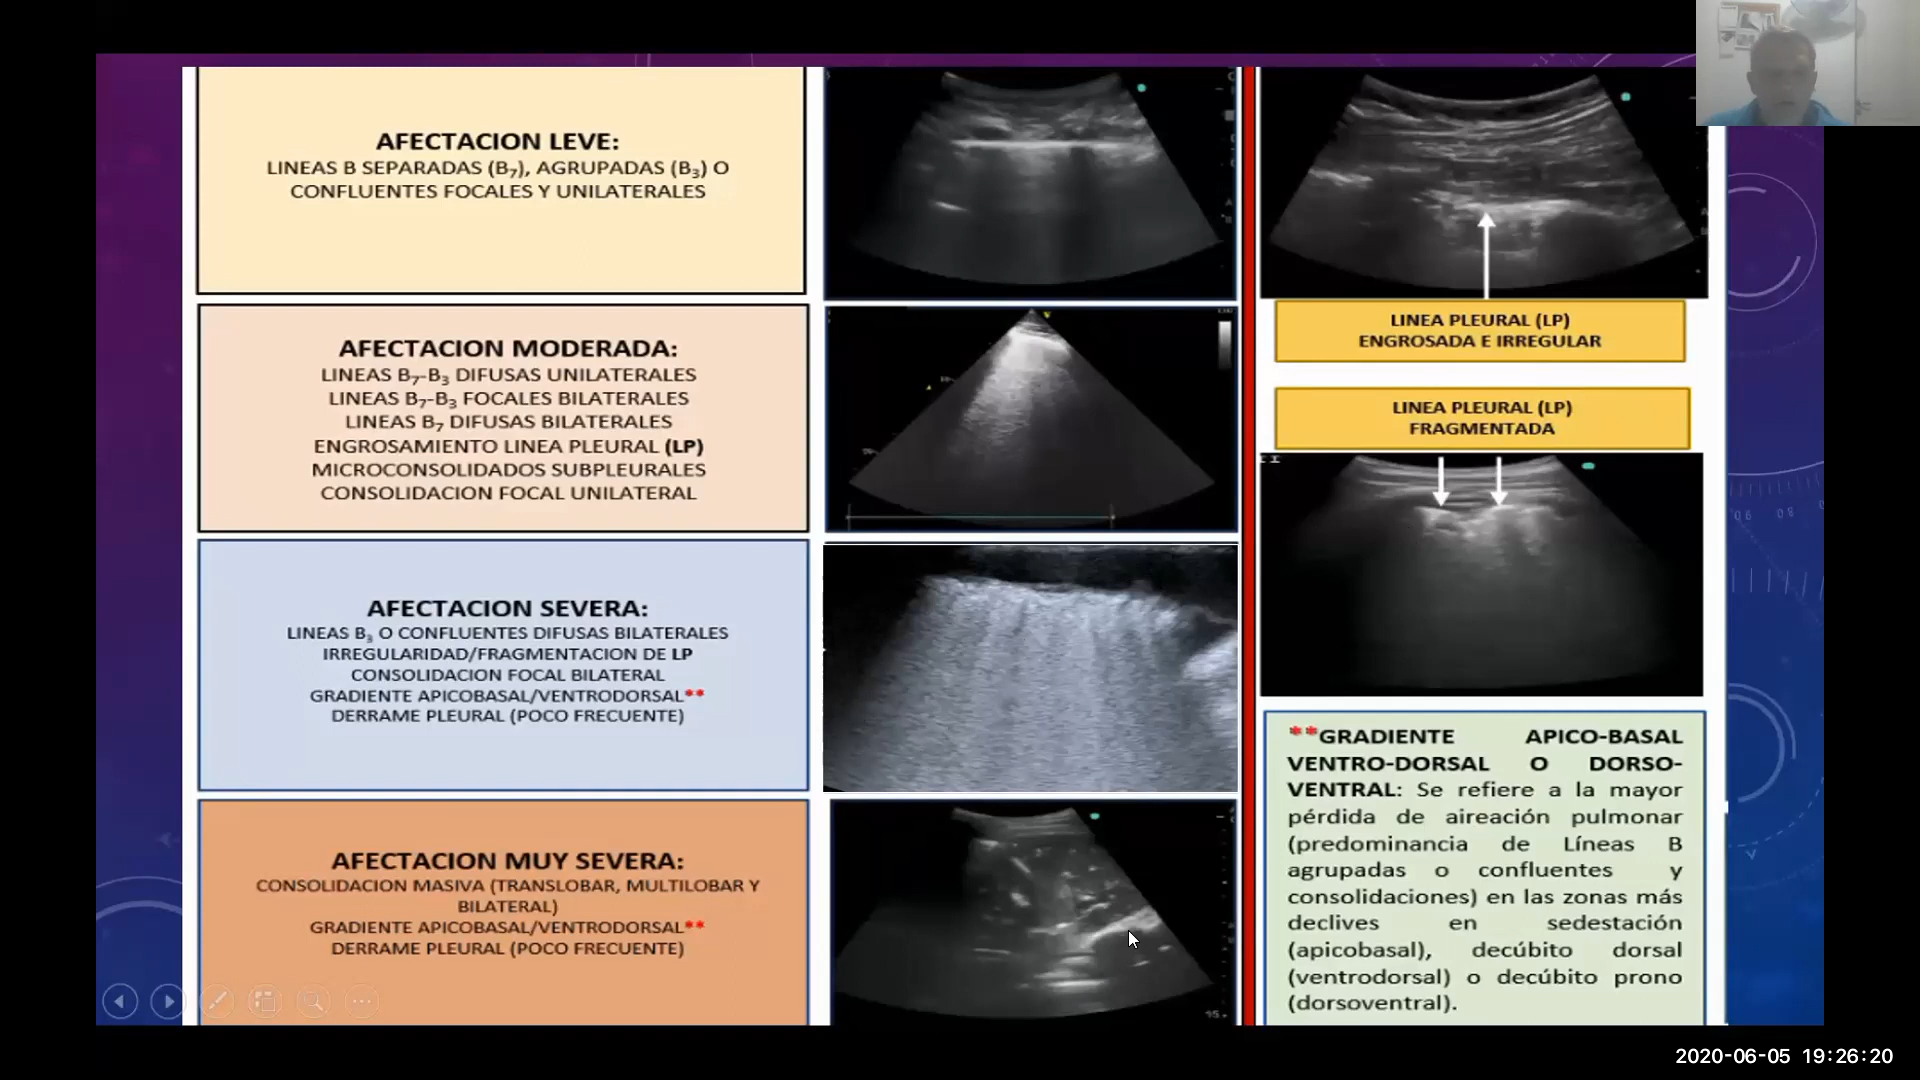 AFECTACION LEVE:
LINEAS B SEPARADAS (B₇), AGRUPADAS (B₃) O
CONFLUENTES FOCALES Y UNILATERALES
AFECTACION MODERADA:
LINEAS B₇-B₃ DIFUSAS UNILATERALES
LINEAS B₇-B₃ FOCALES BILATERALES
LINEAS B₇ DIFUSAS BILATERALES
ENGROSAMIENTO LINEA PLEURAL (LP)
MICROCONSOLIDADOS SUBPLEURALES
CONSOLIDACION FOCAL UNILATERAL
AFECTACION SEVERA:
LINEAS B₃ O CONFLUENTES DIFUSAS BILATERALES
IRREGULARIDAD/FRAGMENTACION DE LP
CONSOLIDACION FOCAL BILATERAL
GRADIENTE APICOBASAL/VENTRODORSAL**
DERRAME PLEURAL (POCO FRECUENTE)
AFECTACION MUY SEVERA:
CONSOLIDACION MASIVA (TRANSLOBAR, MULTILOBAR Y
BILATERAL)
GRADIENTE APICOBASAL/VENTRODORSAL**
DERRAME PLEURAL (POCO FRECUENTE)
LINEA PLEURAL (LP)
ENGROSADA E IRREGULAR
LINEA PLEURAL (LP)
FRAGMENTADA
**GRADIENTE APICO-BASAL
VENTRO-DORSAL O DORSO-
VENTRAL: Se refiere a la mayor
pérdida de aireación pulmonar
(predominancia de Líneas B
agrupadas o confluentes y
consolidaciones) en las zonas más
declives en sedestación
(apicobasal), decúbito dorsal
(ventrodorsal) o decúbito prono
(dorsoventral).
2020-06-05 19:26:20